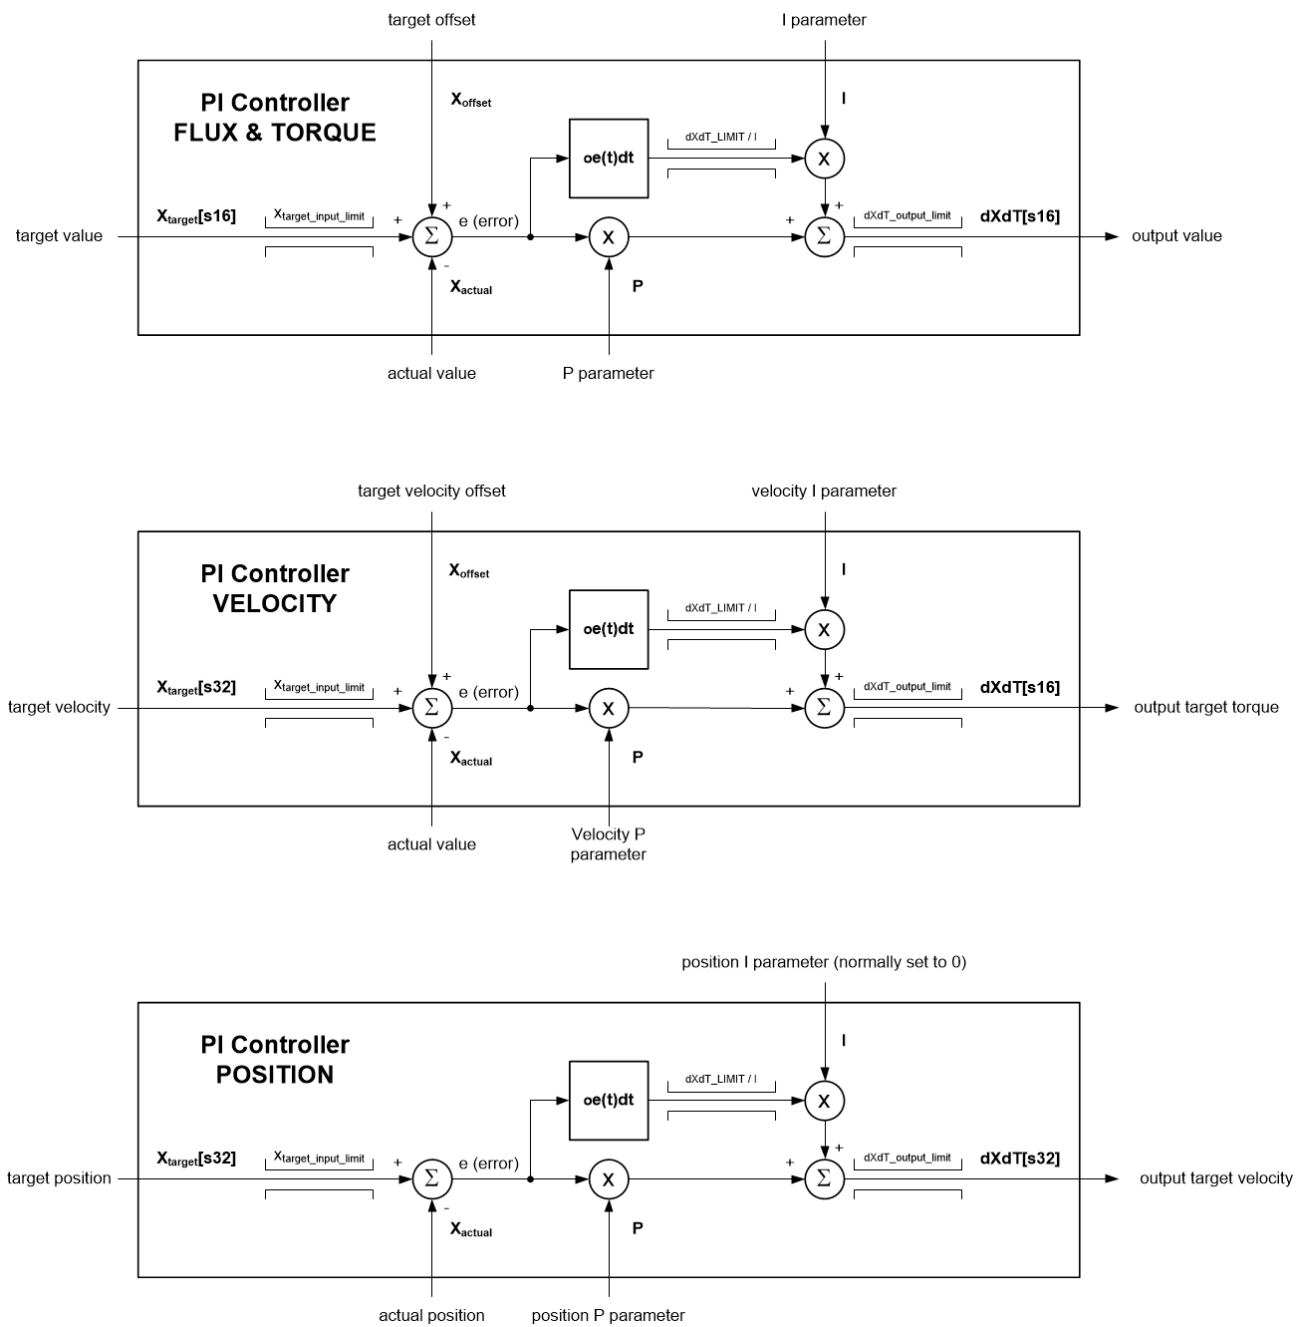 target offset
I parameter
PI Controller
FLUX & TORQUE
Xoffset
I
oe(t)dt
dXdT_LIMIT / I
X
Xtarget[s16]
Xtarget_input_limit
+
+
e (error)
+
+
dXdT_output_limit
dXdT[s16]
target value
Σ
X
Σ
output value
-
Xactual
P
actual value
P parameter
target velocity offset
velocity I parameter
PI Controller
VELOCITY
Xoffset
I
oe(t)dt
dXdT_LIMIT / I
X
Xtarget[s32]
Xtarget_input_limit
+
+
e (error)
+
+
dXdT_output_limit
dXdT[s16]
target velocity
Σ
X
Σ
output target torque
-
Xactual
P
actual value
Velocity P
parameter
position I parameter (normally set to 0)
PI Controller
POSITION
I
oe(t)dt
dXdT_LIMIT / I
X
Xtarget[s32]
Xtarget_input_limit
+
e (error)
+
+
dXdT_output_limit
dXdT[s32]
target position
Σ
X
Σ
output target velocity
-
Xactual
P
actual position
position P parameter